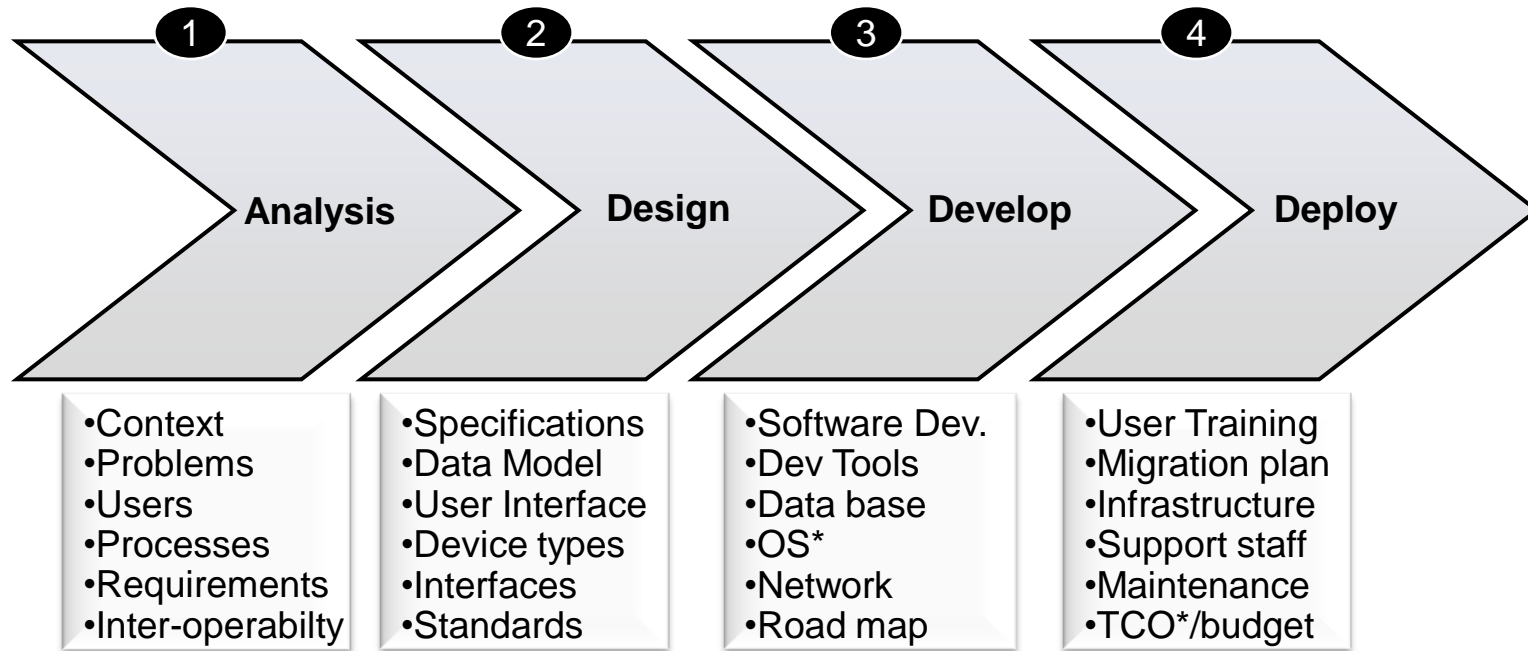 1
2
3
4
Analysis
Design
Develop
Deploy
•Context
•Problems
•Users
•Processes
•Requirements
•Inter-operabilty
•Specifications
•Data Model
•User Interface
•Device types
•Interfaces
•Standards
•Software Dev.
•Dev Tools
•Data base
•OS*
•Network
•Road map
•User Training
•Migration plan
•Infrastructure
•Support staff
•Maintenance
•TCO*/budget